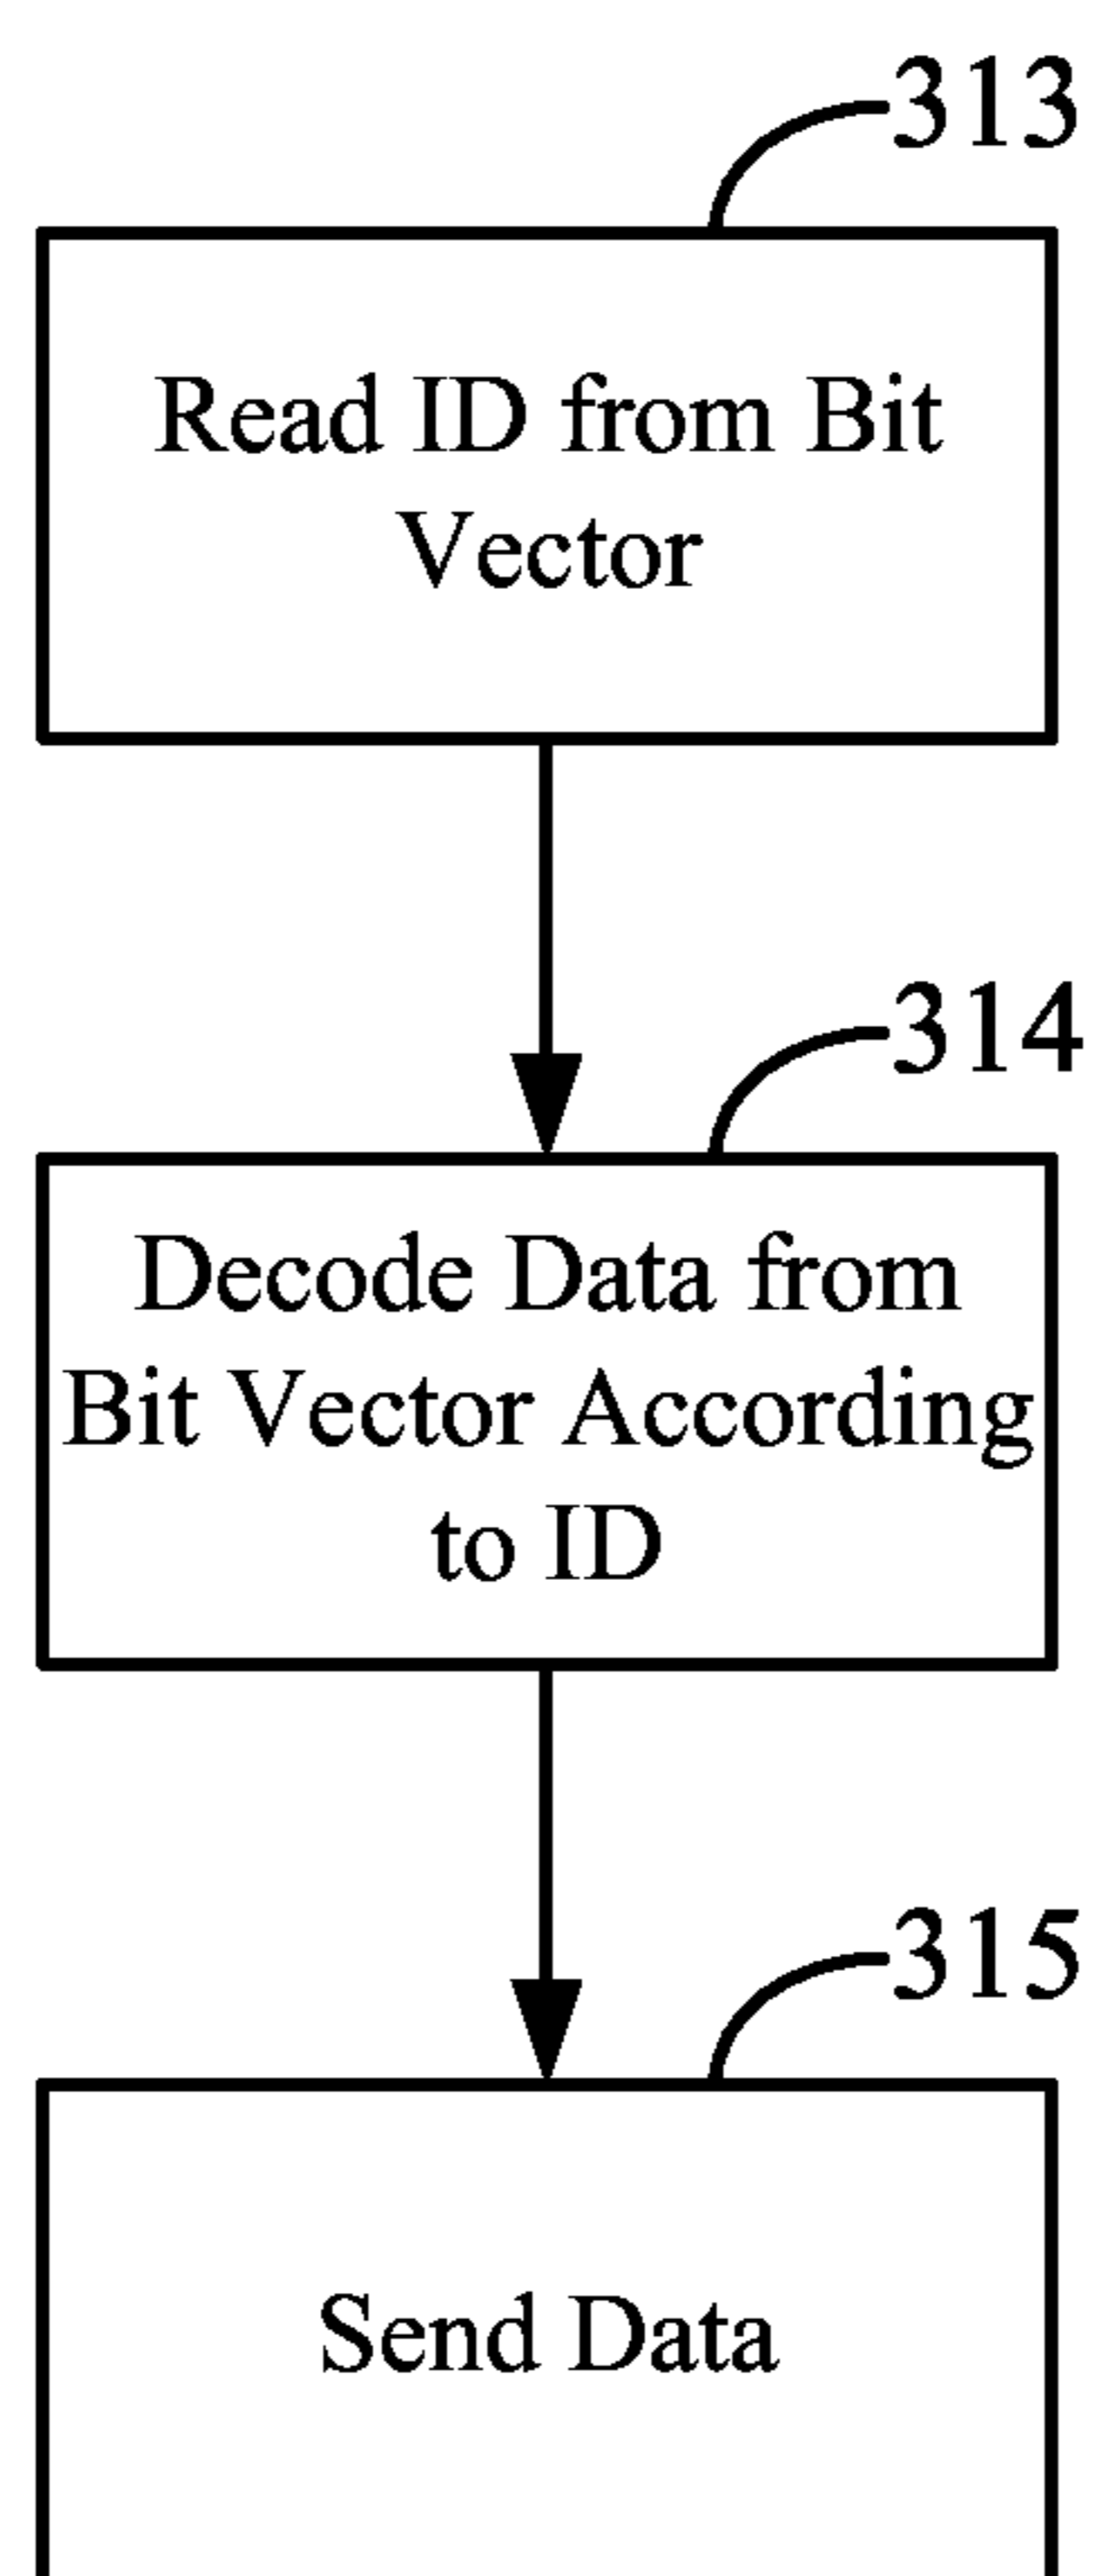 313
Read ID from Bit
Vector
314
Decode Data from
Bit Vector According
to ID
315
Send Data